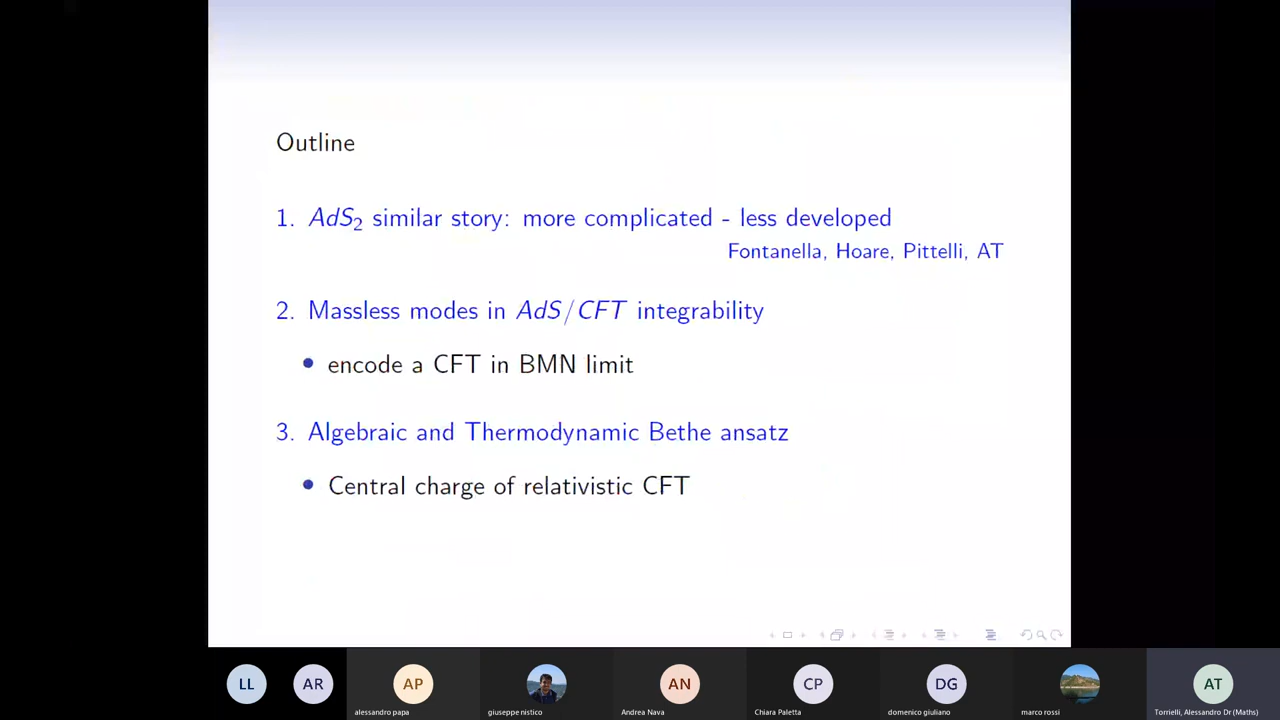 Outline
1. AdS₂ similar story: more complicated - less developed
Fontanella, Hoare, Pittelli, AT
2. Massless modes in AdS/CFT integrability
• encode a CFT in BMN limit
3. Algebraic and Thermodynamic Bethe ansatz
• Central charge of relativistic CFT
LL AR AP AN CP DG AT
alessandro papa giuseppe nistico Andrea Nava Chiara Paletta domenico giuliano marco rossi Torrielli, Alessandro Dr (Maths)